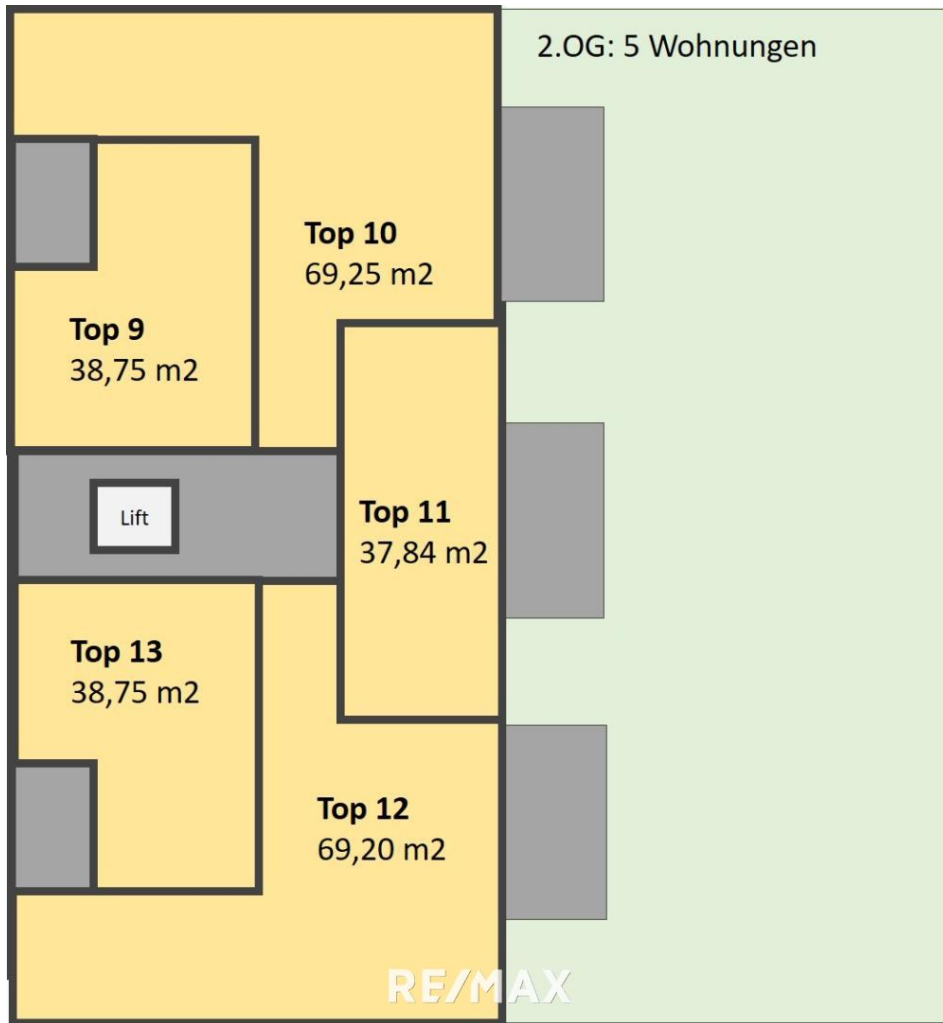 2.OG: 5 Wohnungen
Top 10
69,25 m2
Top 9
38,75 m2
Lift
Top 11
37,84 m2
Top 13
38,75 m2
Top 12
69,20 m2
RE/MAX